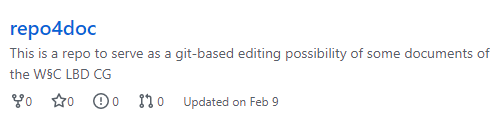 repo4doc
This is a repo to serve as a git-based editing possibility of some documents of
the W§C LBD CG
0 0 0 0 Updated on Feb 9